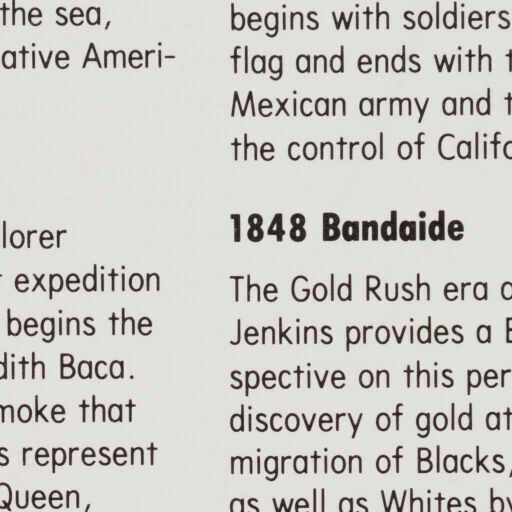 the sea,
ative Ameri-
lorer
expedition
begins the
dith Baca.
moke that
s represent
Queen,
begins with soldiers
flag and ends with
Mexican army and
the control of Califo
1848 Bandaide
The Gold Rush era
Jenkins provides a
spective on this per
discovery of gold at
migration of Blacks,
as well as Whites by